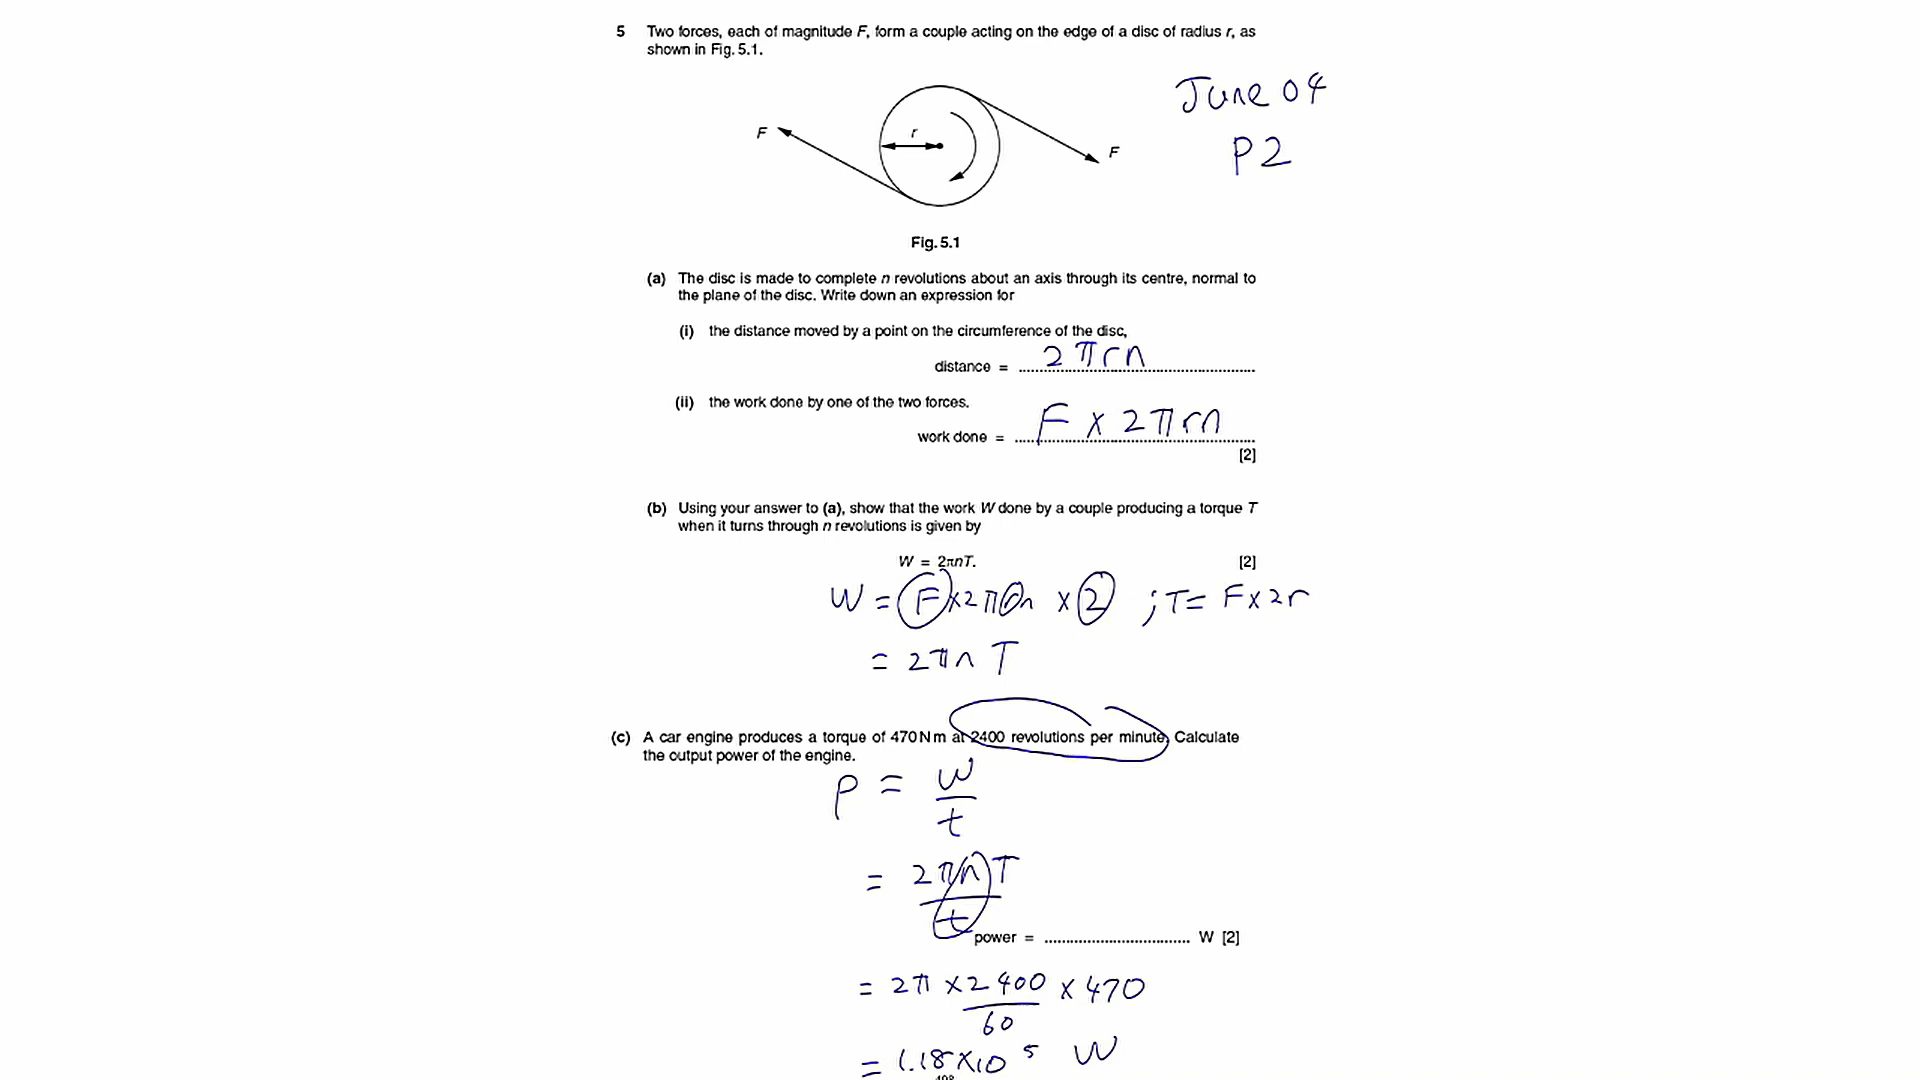 5 Two forces, each of magnitude F, form a couple acting on the edge of a disc of radius r, as
shown in Fig. 5.1.
June 04
P2
F
r
F
Fig. 5.1
(a) The disc is made to complete n revolutions about an axis through its centre, normal to
the plane of the disc. Write down an expression for
(i) the distance moved by a point on the circumference of the disc,
distance = 2πrn
(ii) the work done by one of the two forces.
work done = F × 2πrn
[2]
(b) Using your answer to (a), show that the work W done by a couple producing a torque T
when it turns through n revolutions is given by
W = 2πnT. [2]
W = F × 2πrn × 2 ; T = F × 2r
= 2πn T
(c) A car engine produces a torque of 470 N m at 2400 revolutions per minute. Calculate
the output power of the engine.
P = W
t
= 2πnT
t
power = ................................... W [2]
= 2π × 2400 × 470
60
= 1.18 × 10 5 W